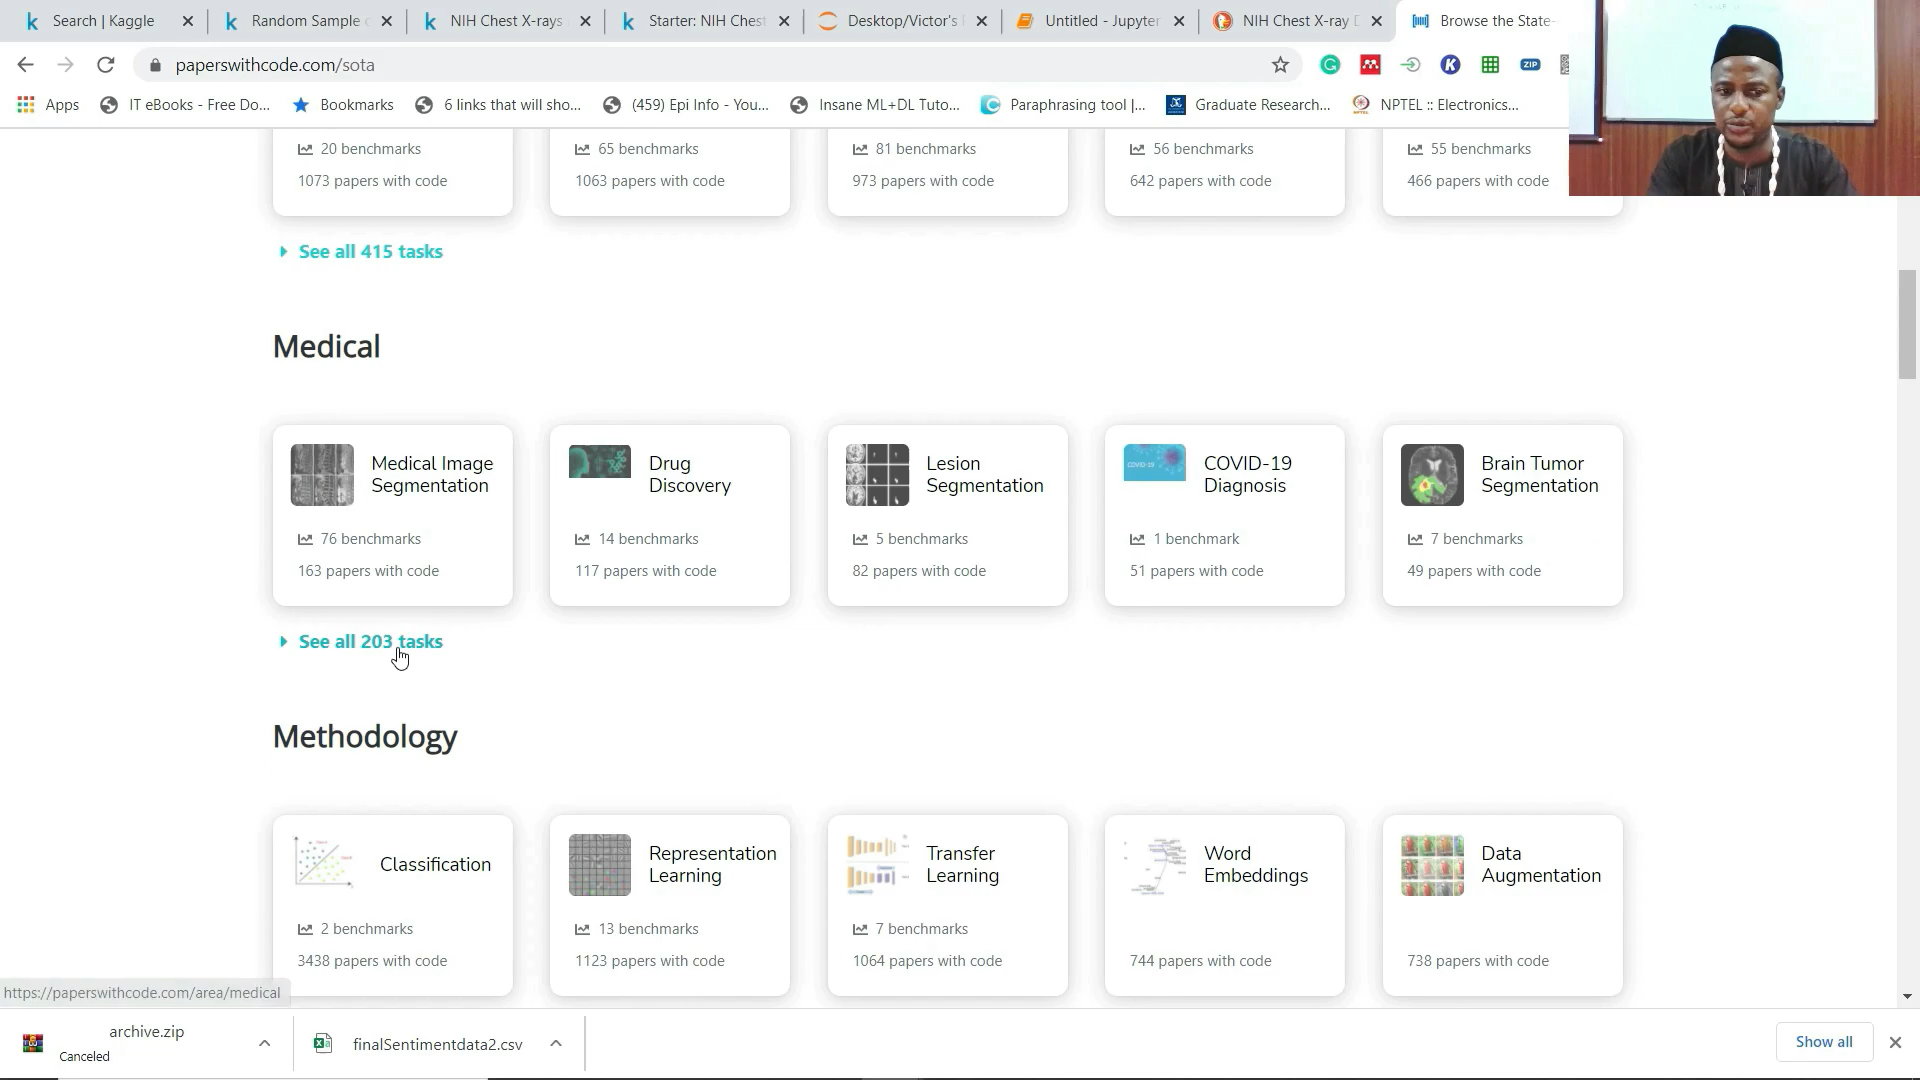 Search | Kaggle
Random Sample
NIH Chest X-rays
Starter: NIH Chest
Desktop/Victor's
Untitled - Jupyter
NIH Chest X-ray D
Browse the State-
paperswithcode.com/sota
Apps
IT eBooks - Free Do...
Bookmarks
6 links that will sho...
(459) Epi Info - You...
Insane ML+DL Tuto...
Paraphrasing tool |...
Graduate Research...
NPTEL :: Electronics...
20 benchmarks
65 benchmarks
81 benchmarks
56 benchmarks
55 benchmarks
1073 papers with code
1063 papers with code
973 papers with code
642 papers with code
466 papers with code
See all 415 tasks
Medical
Medical Image
Segmentation
76 benchmarks
163 papers with code
Drug
Discovery
14 benchmarks
117 papers with code
Lesion
Segmentation
5 benchmarks
82 papers with code
COVID-19
COVID-19
Diagnosis
1 benchmark
51 papers with code
Brain Tumor
Segmentation
7 benchmarks
49 papers with code
See all 203 tasks
Methodology
Classification
2 benchmarks
3438 papers with code
Representation
Learning
13 benchmarks
1123 papers with code
Transfer
Learning
7 benchmarks
1064 papers with code
Word
Embeddings
744 papers with code
Data
Augmentation
738 papers with code
https://paperswithcode.com/area/medical
archive.zip
Canceled
finalSentimentdata2.csv
Show all
ZIP